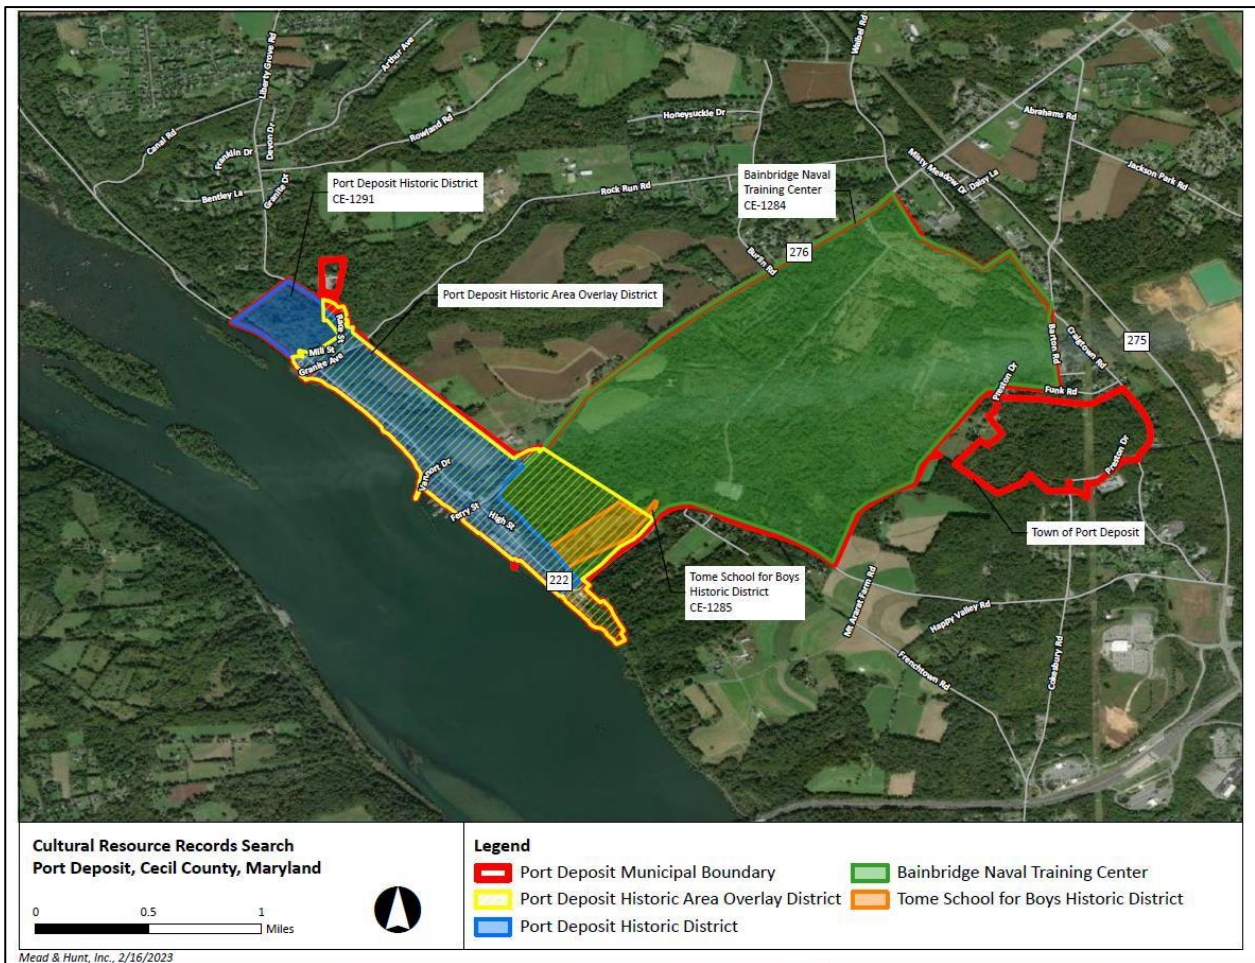 Liberty Grove Rd
Arthur Ave
Waibel Rd
Canal Rd
Franklin Dr
Devon Dr
Rowland Rd
Honeysuckle Dr
Abrahams Rd
Bentley La
Granite Dr
Port Deposit Historic District
CE-1291
Rock Run Rd
Bainbridge Naval
Training Center
CE-1284
Misty Meadow Dr
Daisy La
Jackson Park Rd
276
Burlin Rd
Port Deposit Historic Area Overlay District
Race St
Mill St
Granite Ave
Barton Rd
Craigtown Rd
275
Preston Dr
Funk Rd
Preston Dr
Vannort Dr
Ferry St
High St
222
Town of Port Deposit
Tome School for Boys
Historic District
CE-1285
Mt Ararat Farm Rd
Happy Valley Rd
Frenchtown Rd
Colesbury Rd
Cultural Resource Records Search
Port Deposit, Cecil County, Maryland
0 0.5 1
Miles
Legend
Port Deposit Municipal Boundary
Port Deposit Historic Area Overlay District
Port Deposit Historic District
Bainbridge Naval Training Center
Tome School for Boys Historic District
Mead & Hunt, Inc., 2/16/2023